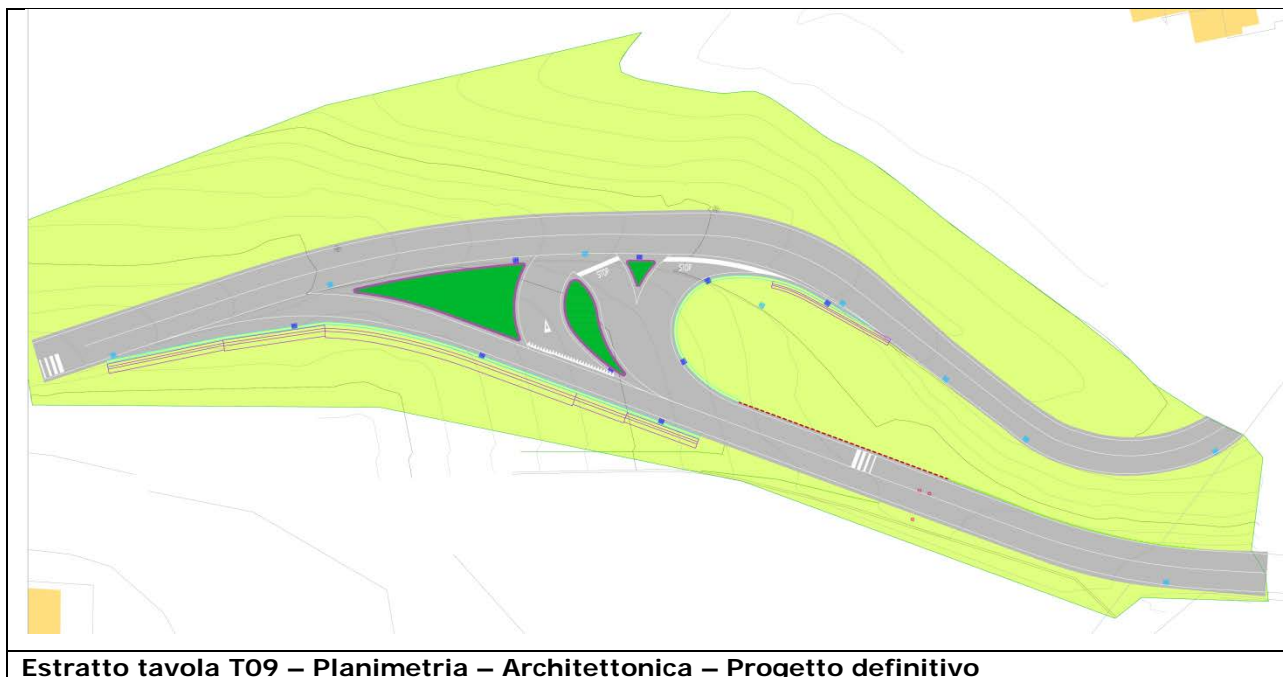 STOP
STOP
Estratto tavola T09 – Planimetria – Architettonica – Progetto definitivo